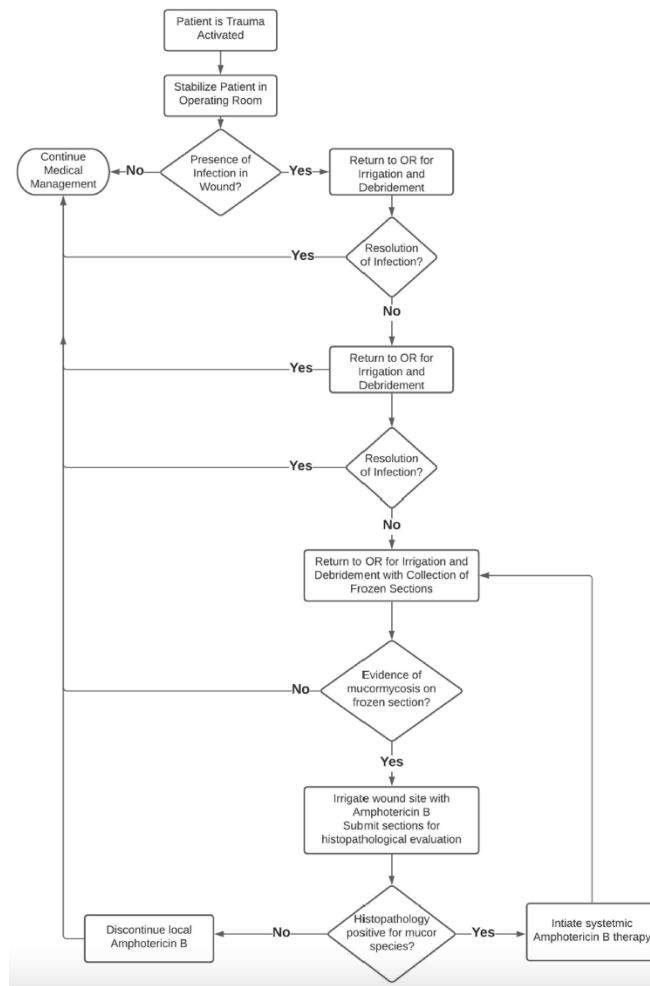 Patient is Trauma
Activated
Stabilize Patient in
Operating Room
Presence of
Infection in
Wound?
No
Yes
Continue
Medical
Management
Return to OR for
Irrigation and
Debridement
Resolution
of Infection?
Yes
No
Return to OR for
Irrigation and
Debridement
Yes
Resolution
of Infection?
Yes
No
Return to OR for Irrigation and
Debridement with Collection of
Frozen Sections
Evidence of
mucormycosis on
frozen section?
No
Yes
Irrigate wound site with
Amphotericin B
Submit sections for
histopathological evaluation
Histopathology
positive for mucor
species?
No
Yes
Discontinue local
Amphotericin B
Intiate systetmic
Amphotericin B therapy